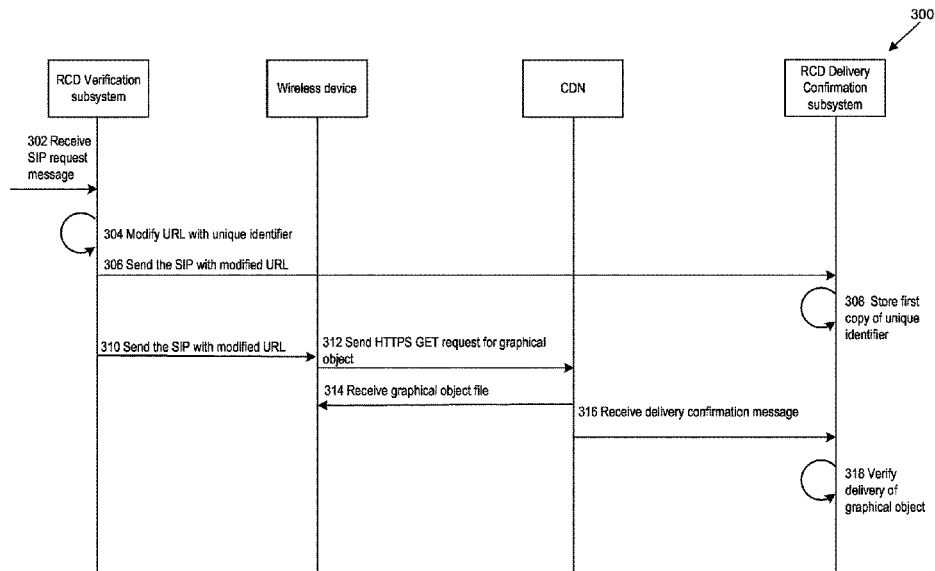 300
RCD Verification
subsystem
Wireless device
CDN
RCD Delivery
Confirmation
subsystem
302 Receive
SIP request
message
304 Modify URL with unique identifier
306 Send the SIP with modified URL
308 Store first
copy of unique
identifier
310 Send the SIP with modified URL
312 Send HTTPS GET request for graphical
object
314 Receive graphical object file
316 Receive delivery confirmation message
318 Verify
delivery of
graphical object